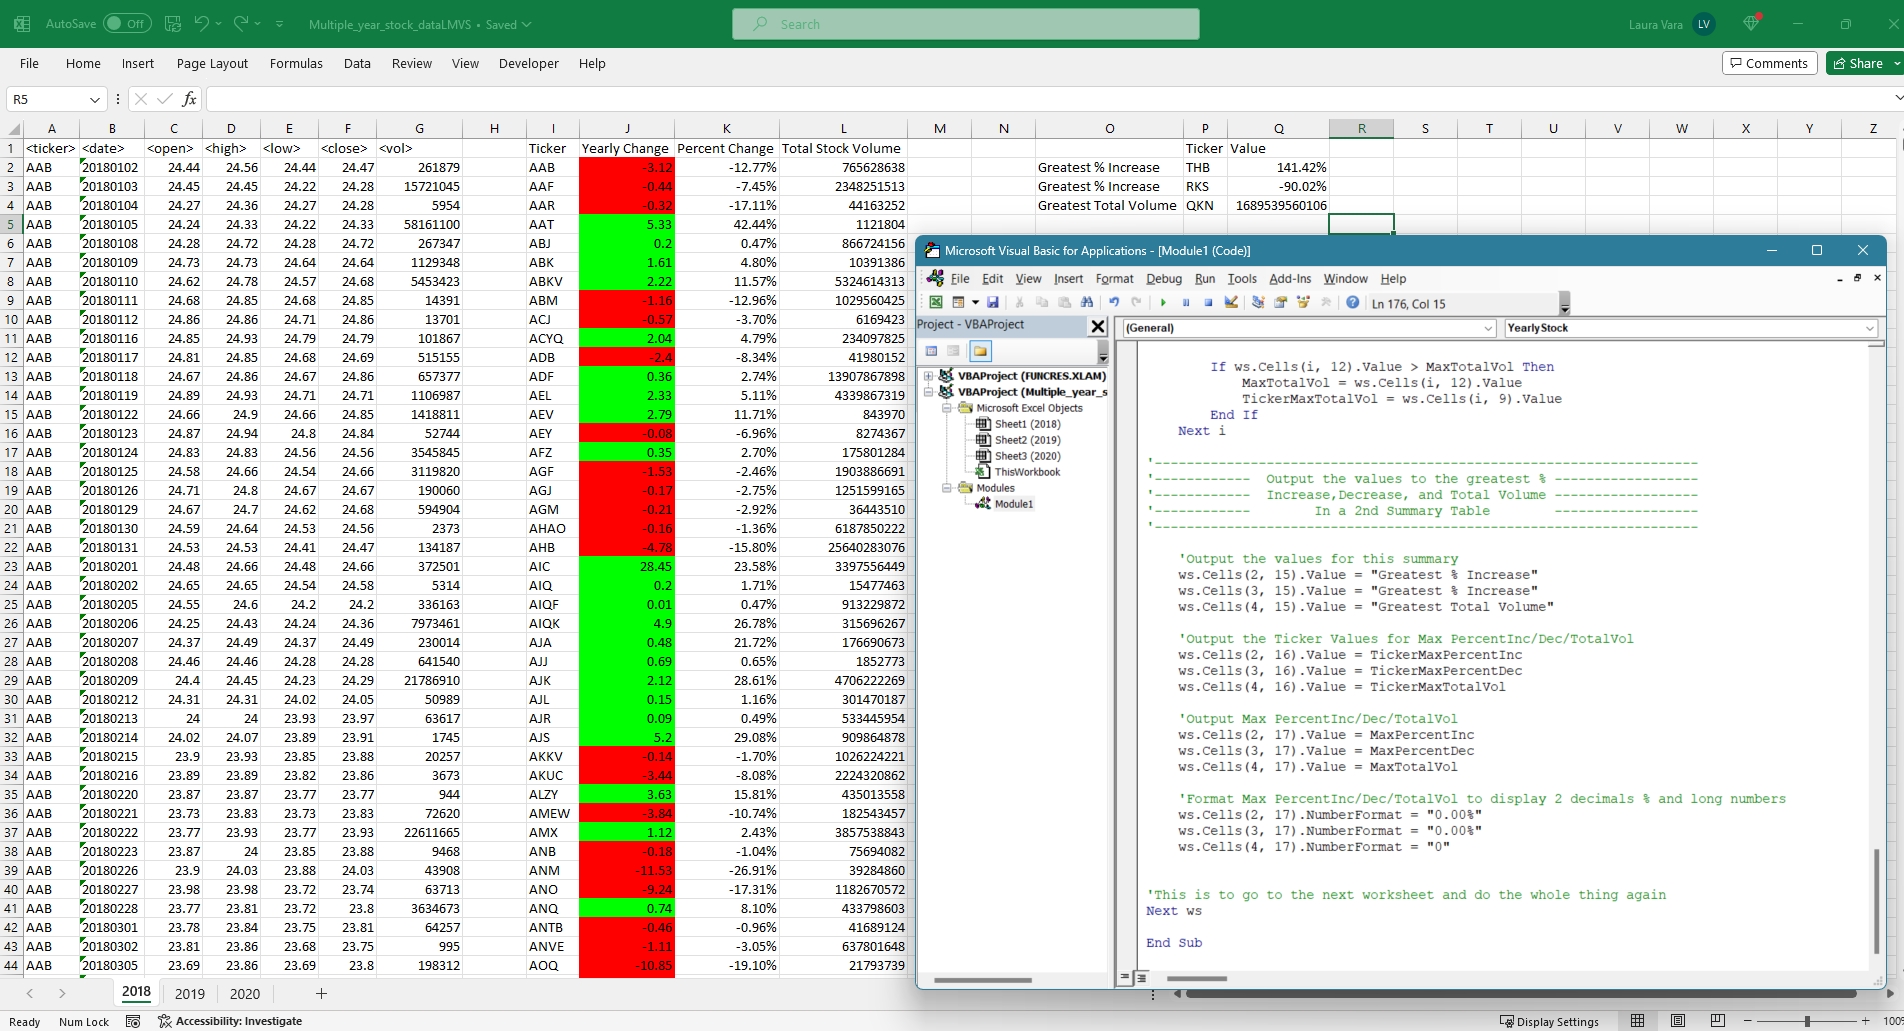 AutoSave Off Multiple_year_stock_dataLMVS • Saved Search Laura Vara LV
File Home Insert Page Layout Formulas Data Review View Developer Help Comments Share
R5 fx
A B C D E F G H I J K L M N O P Q R S T U V W X Y Z
1 <ticker> <date> <open> <high> <low> <close> <vol> Ticker Yearly Change Percent Change Total Stock Volume Ticker Value
2 AAB 20180102 24.44 24.56 24.44 24.47 261879 AAB -3.12 -12.77% 765628638 Greatest % Increase THB 141.42%
3 AAB 20180103 24.45 24.45 24.22 24.28 15721045 AAF -0.44 -7.45% 2348251513 Greatest % Increase RKS -90.02%
4 AAB 20180104 24.27 24.36 24.27 24.28 5954 AAR -0.32 -17.11% 44163252 Greatest Total Volume QKN 1689539560106
5 AAB 20180105 24.24 24.33 24.22 24.33 58161100 AAT 5.33 42.44% 1121804
6 AAB 20180108 24.28 24.72 24.28 24.72 267347 ABJ 0.2 0.47% 866724156
7 AAB 20180109 24.73 24.73 24.64 24.64 1129348 ABK 1.61 4.80% 10391386
8 AAB 20180110 24.62 24.78 24.57 24.68 5453423 ABKV 2.22 11.57% 5324614313
9 AAB 20180111 24.68 24.85 24.68 24.85 14391 ABM -1.16 -12.96% 1029560425
10 AAB 20180112 24.86 24.86 24.71 24.86 13701 ACJ -0.57 -3.70% 6169423
11 AAB 20180116 24.85 24.93 24.79 24.79 101867 ACYQ 2.04 4.79% 234097825
12 AAB 20180117 24.81 24.85 24.68 24.69 515155 ADB -2.4 -8.34% 41980152
13 AAB 20180118 24.67 24.86 24.67 24.86 657377 ADF 0.36 2.74% 13907867898
14 AAB 20180119 24.89 24.93 24.71 24.71 1106987 AEL 2.33 5.11% 4339867319
15 AAB 20180122 24.66 24.9 24.66 24.85 1418811 AEV 2.79 11.71% 843970
16 AAB 20180123 24.87 24.94 24.8 24.84 52744 AEY -0.08 -6.96% 8274367
17 AAB 20180124 24.83 24.83 24.56 24.56 3545845 AFZ 0.35 2.70% 175801284
18 AAB 20180125 24.58 24.66 24.54 24.66 3119820 AGF -1.53 -2.46% 1903886691
19 AAB 20180126 24.71 24.8 24.67 24.67 190060 AGJ -0.17 -2.75% 1251599165
20 AAB 20180129 24.67 24.7 24.62 24.68 594904 AGM -0.21 -2.92% 36443510
21 AAB 20180130 24.59 24.64 24.53 24.56 2373 AHAO -0.16 -1.36% 6187850222
22 AAB 20180131 24.53 24.53 24.41 24.47 134187 AHB -4.78 -15.80% 25640283076
23 AAB 20180201 24.48 24.66 24.48 24.66 372501 AIC 28.45 23.58% 3397556449
24 AAB 20180202 24.65 24.65 24.54 24.58 5314 AIQ 0.2 1.71% 15477463
25 AAB 20180205 24.55 24.6 24.2 24.2 336163 AIQF 0.01 0.47% 913229872
26 AAB 20180206 24.25 24.43 24.24 24.36 7973461 AIQK 4.9 26.78% 315696267
27 AAB 20180207 24.37 24.49 24.37 24.49 230014 AJA 0.48 21.72% 176690673
28 AAB 20180208 24.46 24.46 24.28 24.28 641540 AJJ 0.69 0.65% 1852773
29 AAB 20180209 24.4 24.45 24.23 24.29 21786910 AJK 2.12 28.61% 4706222269
30 AAB 20180212 24.31 24.31 24.02 24.05 50989 AJL 0.15 1.16% 301470187
31 AAB 20180213 24 24 23.93 23.97 63617 AJR 0.09 0.49% 533445954
32 AAB 20180214 24.02 24.07 23.89 23.91 1745 AJS 5.2 29.08% 909864878
33 AAB 20180215 23.9 23.93 23.85 23.88 20257 AKKV -0.14 -1.70% 1026224221
34 AAB 20180216 23.89 23.89 23.82 23.86 3673 AKUC -3.44 -8.08% 2224320862
35 AAB 20180220 23.87 23.87 23.77 23.77 944 ALZY 3.63 15.81% 435013558
36 AAB 20180221 23.73 23.83 23.73 23.83 72620 AMEW -3.84 -10.74% 182543457
37 AAB 20180222 23.77 23.93 23.77 23.93 22611665 AMX 1.12 2.43% 3857538843
38 AAB 20180223 23.87 24 23.85 23.88 9468 ANB -0.18 -1.04% 75694082
39 AAB 20180226 23.9 24.03 23.88 24.03 43908 ANM -11.53 -26.91% 39284860
40 AAB 20180227 23.98 23.98 23.72 23.74 63713 ANO -9.24 -17.31% 1182670572
41 AAB 20180228 23.77 23.81 23.72 23.8 3634673 ANQ 0.74 8.10% 433798603
42 AAB 20180301 23.78 23.84 23.75 23.81 64257 ANTB -0.46 -0.96% 41689124
43 AAB 20180302 23.81 23.86 23.68 23.75 995 ANVE -1.11 -3.05% 637801648
44 AAB 20180305 23.69 23.86 23.69 23.8 198312 AOQ -10.85 -19.10% 21793739
2018 2019 2020
Ready Num Lock Accessibility: Investigate Display Settings 100
Microsoft Visual Basic for Applications - [Module1 (Code)]
File Edit View Insert Format Debug Run Tools Add-Ins Window Help
Ln 176, Col 15
Project - VBAProject
VBAProject (FUNCRES.XLAM)
VBAProject (Multiple_year_s
Microsoft Excel Objects
Sheet1 (2018)
Sheet2 (2019)
Sheet3 (2020)
ThisWorkbook
Modules
Module1
(General) YearlyStock
If ws.Cells(i, 12).Value > MaxTotalVol Then
MaxTotalVol = ws.Cells(i, 12).Value
TickerMaxTotalVol = ws.Cells(i, 9).Value
End If
Next i
'--------------------------------------------------------------------
'------------ Output the values to the greatest % ------------------
'------------ Increase,Decrease, and Total Volume ------------------
'------------ In a 2nd Summary Table ------------------
'--------------------------------------------------------------------
'Output the values for this summary
ws.Cells(2, 15).Value = "Greatest % Increase"
ws.Cells(3, 15).Value = "Greatest % Increase"
ws.Cells(4, 15).Value = "Greatest Total Volume"
'Output the Ticker Values for Max PercentInc/Dec/TotalVol
ws.Cells(2, 16).Value = TickerMaxPercentInc
ws.Cells(3, 16).Value = TickerMaxPercentDec
ws.Cells(4, 16).Value = TickerMaxTotalVol
'Output Max PercentInc/Dec/TotalVol
ws.Cells(2, 17).Value = MaxPercentInc
ws.Cells(3, 17).Value = MaxPercentDec
ws.Cells(4, 17).Value = MaxTotalVol
'Format Max PercentInc/Dec/TotalVol to display 2 decimals % and long numbers
ws.Cells(2, 17).NumberFormat = "0.00%"
ws.Cells(3, 17).NumberFormat = "0.00%"
ws.Cells(4, 17).NumberFormat = "0"
'This is to go to the next worksheet and do the whole thing again
Next ws
End Sub